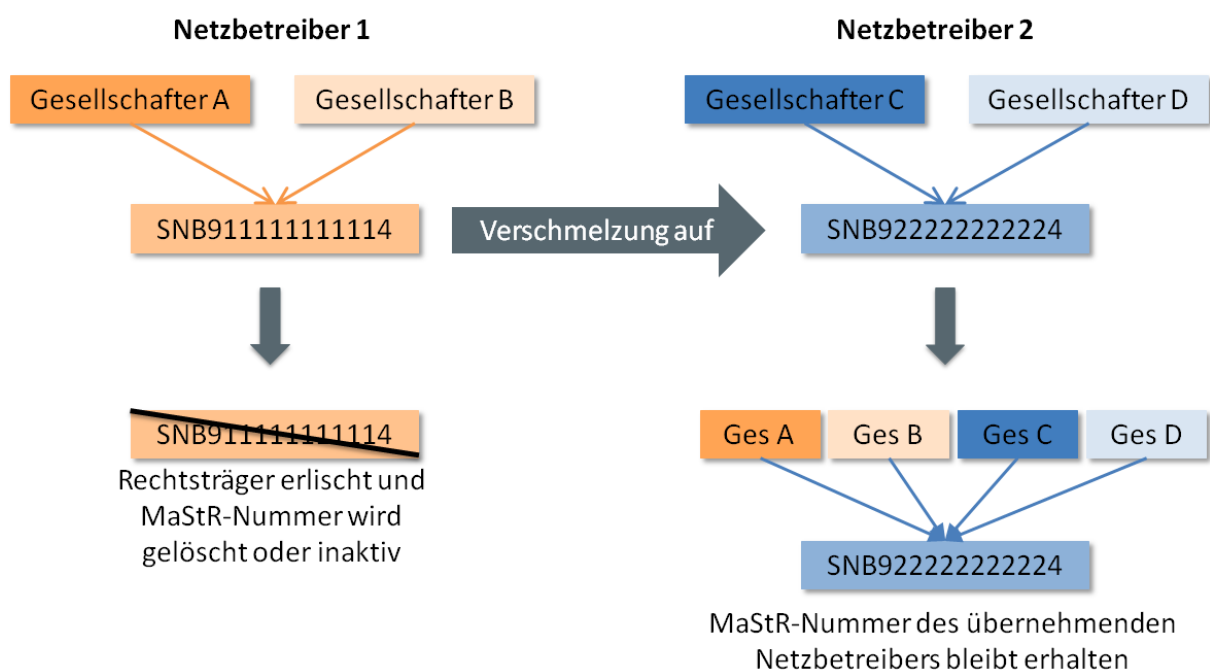 Netzbetreiber 1
Netzbetreiber 2
Gesellschafter A
Gesellschafter B
Gesellschafter C
Gesellschafter D
SNB911111111114
Verschmelzung auf
SNB922222222224
SNB911111111114
Rechtsträger erlischt und
MaStR-Nummer wird
gelöscht oder inaktiv
Ges A
Ges B
Ges C
Ges D
SNB922222222224
MaStR-Nummer des übernehmenden
Netzbetreibers bleibt erhalten